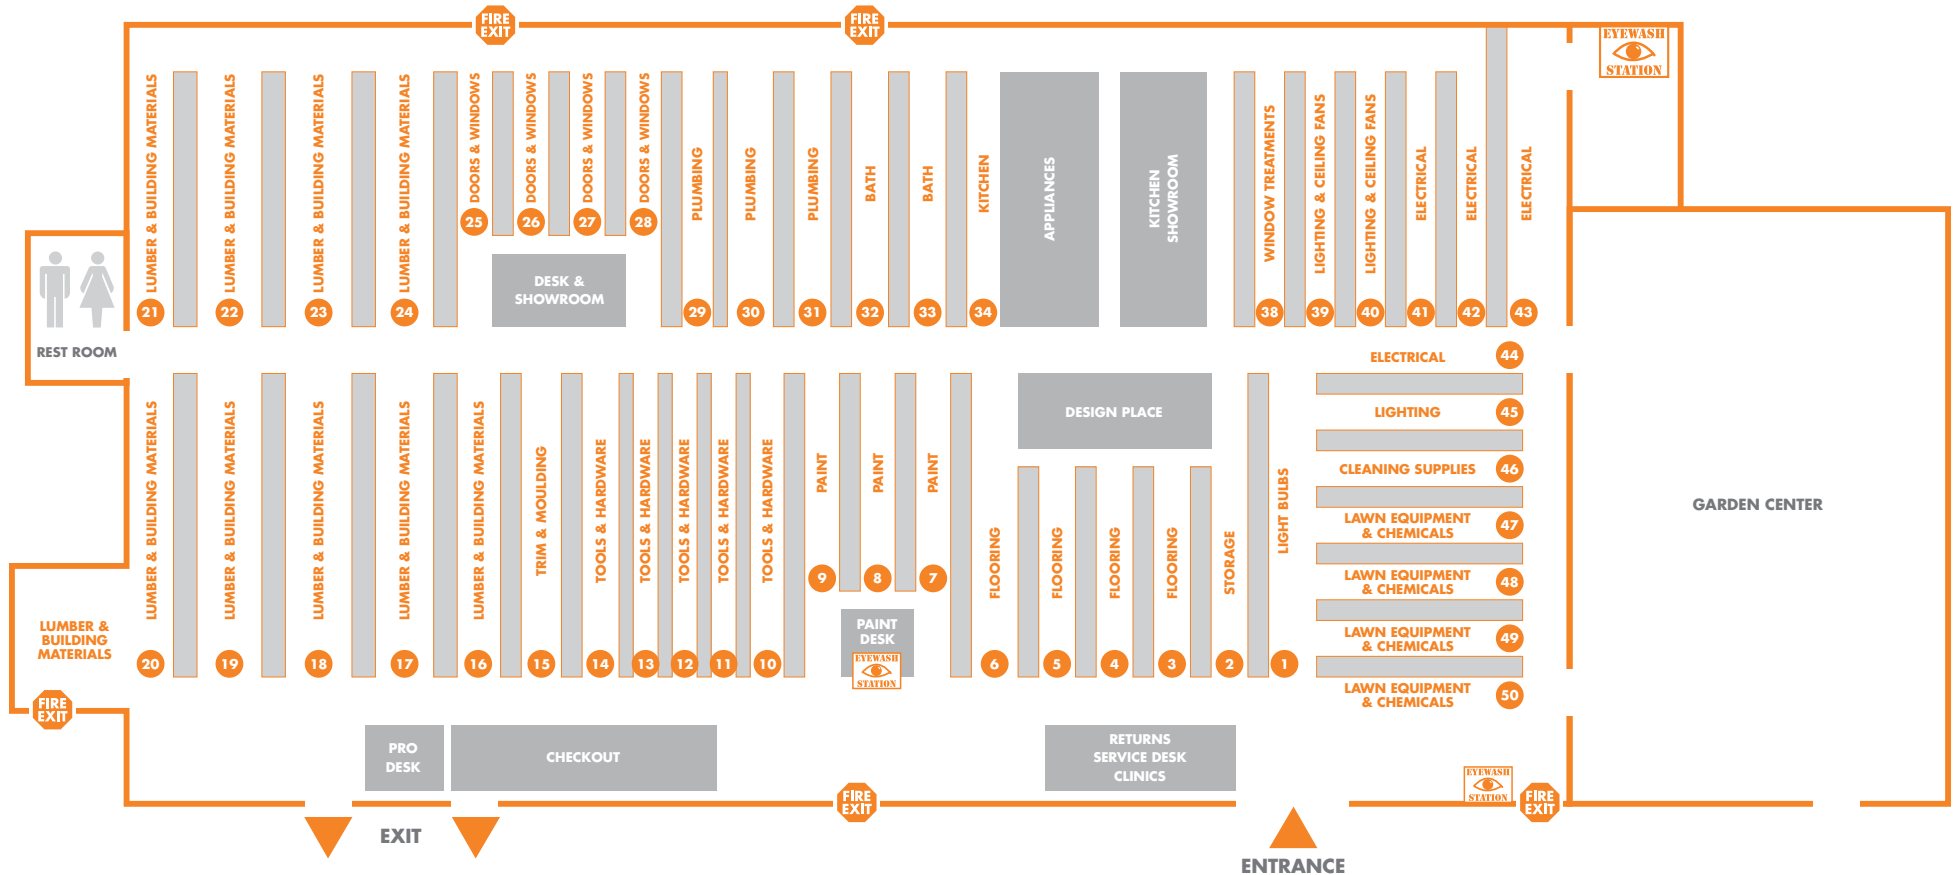 FIRE
EXIT
FIRE
EXIT
EYEWASH
STATION
LUMBER & BUILDING MATERIALS
21
LUMBER & BUILDING MATERIALS
22
LUMBER & BUILDING MATERIALS
23
LUMBER & BUILDING MATERIALS
24
DOORS & WINDOWS
25
DOORS & WINDOWS
26
DOORS & WINDOWS
27
DOORS & WINDOWS
28
DESK &
SHOWROOM
PLUMBING
29
PLUMBING
30
PLUMBING
31
BATH
32
BATH
33
KITCHEN
34
APPLIANCES
KITCHEN
SHOWROOM
WINDOW TREATMENTS
38
LIGHTING & CEILING FANS
39
LIGHTING & CEILING FANS
40
ELECTRICAL
41
ELECTRICAL
42
ELECTRICAL
43
REST ROOM
ELECTRICAL
44
LIGHTING
45
CLEANING SUPPLIES
46
LAWN EQUIPMENT
& CHEMICALS
47
LAWN EQUIPMENT
& CHEMICALS
48
LAWN EQUIPMENT
& CHEMICALS
49
LAWN EQUIPMENT
& CHEMICALS
50
GARDEN CENTER
LUMBER &
BUILDING
MATERIALS
LUMBER & BUILDING MATERIALS
20
LUMBER & BUILDING MATERIALS
19
LUMBER & BUILDING MATERIALS
18
LUMBER & BUILDING MATERIALS
17
LUMBER & BUILDING MATERIALS
16
TRIM & MOULDING
15
TOOLS & HARDWARE
14
TOOLS & HARDWARE
13
TOOLS & HARDWARE
12
TOOLS & HARDWARE
11
TOOLS & HARDWARE
10
PAINT
9
PAINT
8
PAINT
7
PAINT
DESK
EYEWASH
STATION
FLOORING
6
DESIGN PLACE
FLOORING
5
FLOORING
4
FLOORING
3
STORAGE
2
LIGHT BULBS
1
FIRE
EXIT
PRO
DESK
CHECKOUT
RETURNS
SERVICE DESK
CLINICS
EYEWASH
STATION
FIRE
EXIT
FIRE
EXIT
EXIT
ENTRANCE